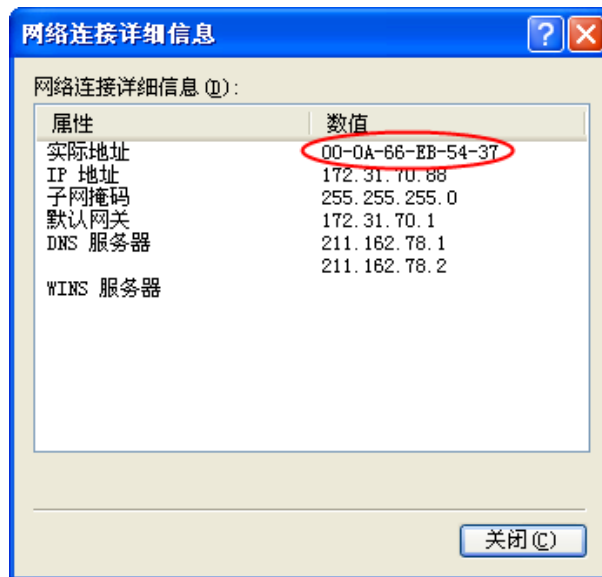 网络连接详细信息
网络连接详细信息(D):
属性 数值
实际地址 00-0A-66-EB-54-37
IP 地址 172.31.70.88
子网掩码 255.255.255.0
默认网关 172.31.70.1
DNS 服务器 211.162.78.1
211.162.78.2
WINS 服务器
关闭(C)